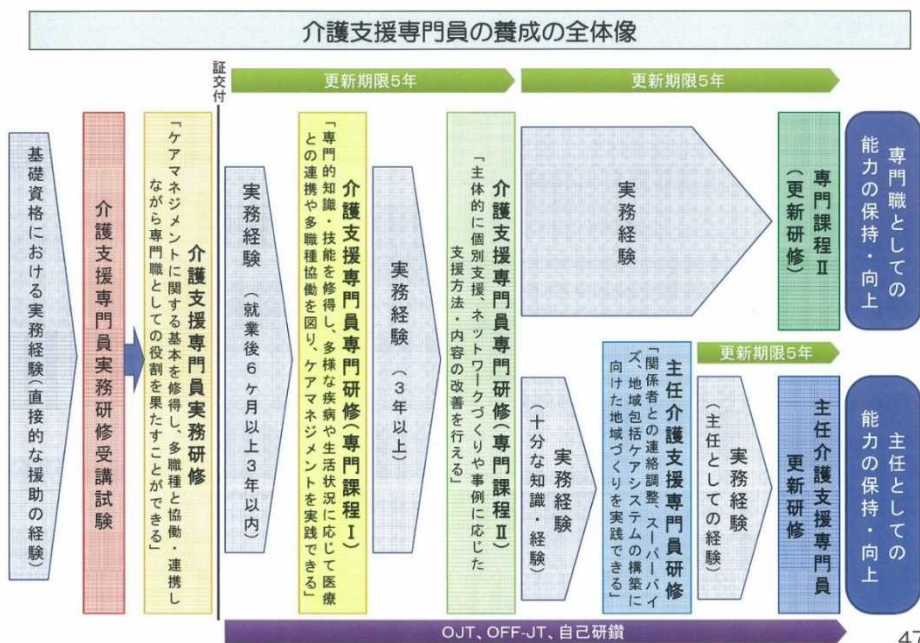 介護支援専門員の養成の全体像
証交付
更新期限5年
更新期限5年
基礎資格における実務経験(直接的な援助の経験)
介護支援専門員実務研修受講試験
介護支援専門員実務研修
「ケアマネジメントに関する基本を修得し、多職種と協働・連携し
ながら専門職としての役割を果たすことができる」
実務経験 (就業後6ヶ月以上3年以内)
介護支援専門員専門研修(専門課程Ⅰ)
「専門的知識・技能を修得し、多様な疾病や生活状況に応じて医療
との連携や多職種協働を図り、ケアマネジメントを実践できる」
実務経験 (3年以上)
介護支援専門員専門研修(専門課程Ⅱ)
「主体的に個別支援、ネットワークづくりや事例に応じた
支援方法・内容の改善を行える」
実務経験
専門課程Ⅱ
(更新研修)
専門職としての
能力の保持・向上
実務経験
(十分な知識・経験)
主任介護支援専門員研修
「関係者との連絡調整、スーパーバイ
ズ、地域包括ケアシステムの構築に
向けた地域づくりを実践できる」
更新期限5年
実務経験
(主任としての経験)
主任介護支援専門員
更新研修
主任としての
能力の保持・向上
OJT、OFF-JT、自己研鑽